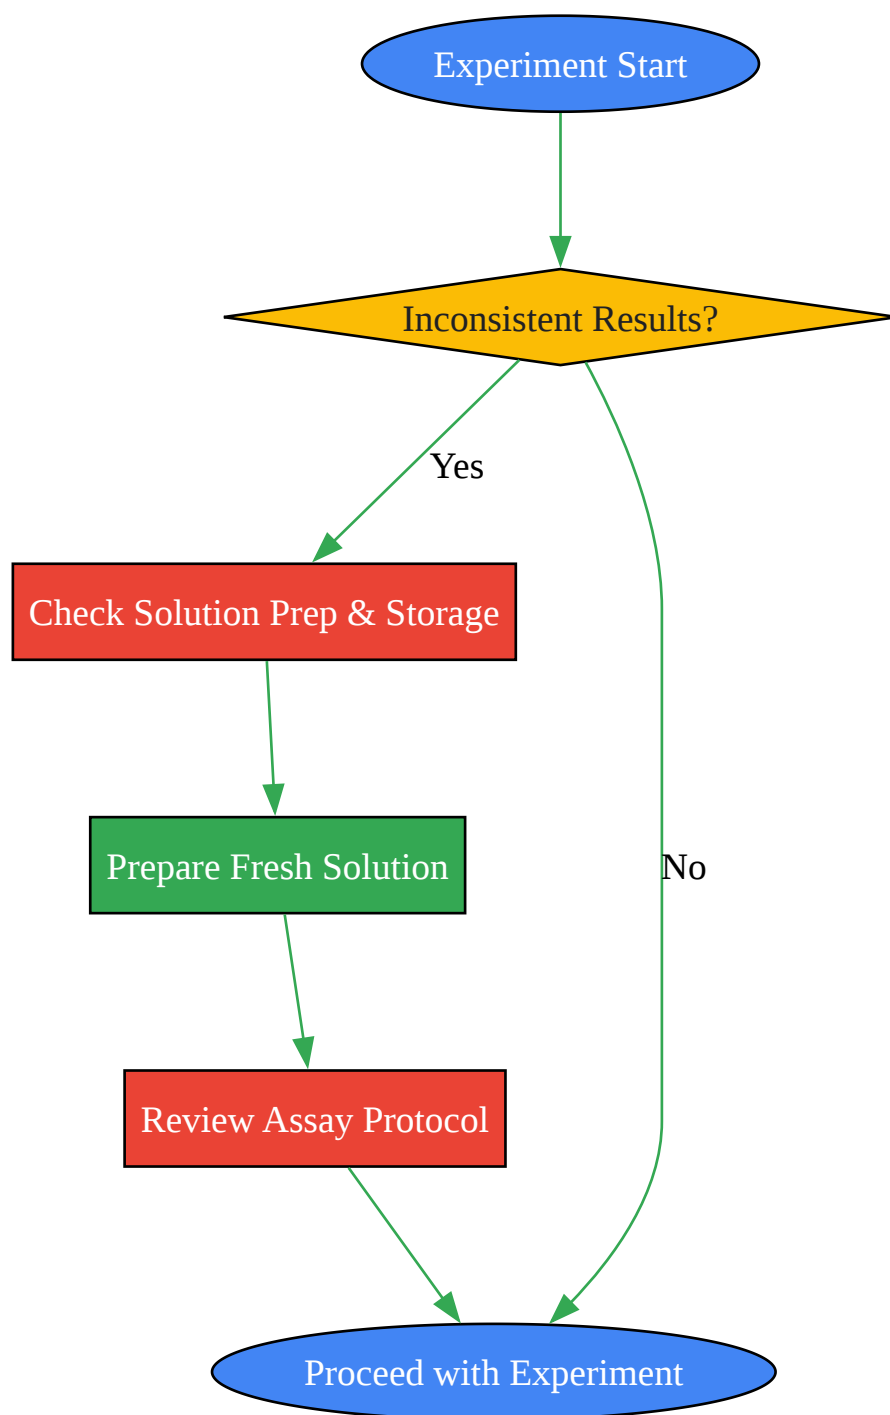 Experiment Start
Inconsistent Results?
Yes
Check Solution Prep & Storage
Prepare Fresh Solution
No
Review Assay Protocol
Proceed with Experiment